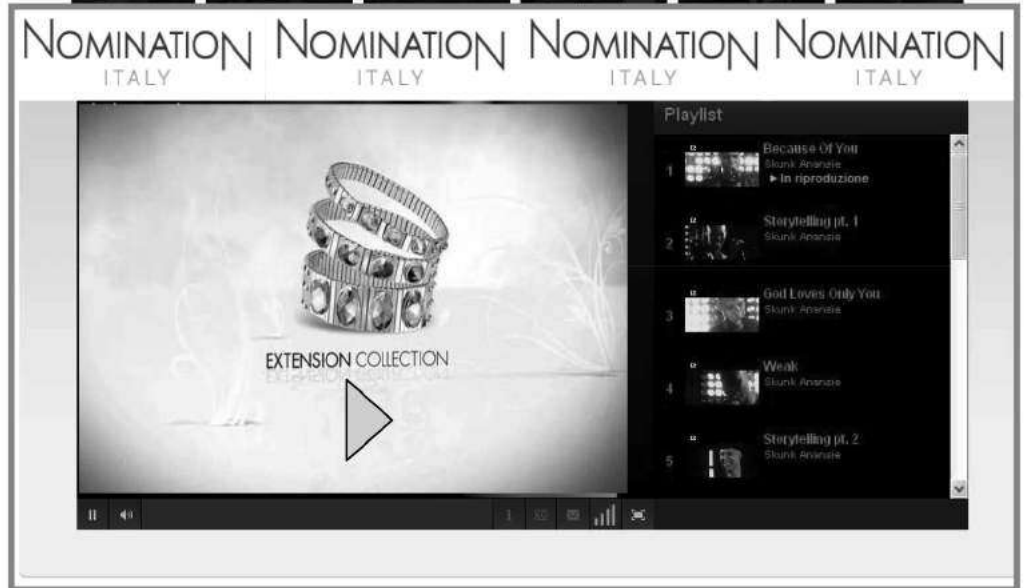 NOMINATION NOMINATION NOMINATION NOMINATION
ITALY ITALY ITALY ITALY
EXTENSION COLLECTION
Playlist
1 Because Of You
Skunk Anansie
In riproduzione
2 Storytelling pt. 1
Skunk Anansie
3 God Loves Only You
Skunk Anansie
4 Weak
Skunk Anansie
5 Storytelling pt. 2
Skunk Anansie